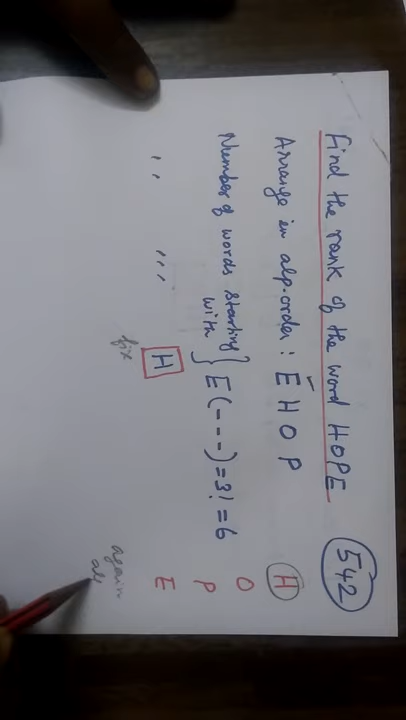 Find the rank of the word HOPE
542
Arrange in alp. order : E H O P
H
O
P
E
Number of words starting with } E ( - - - ) = 3! = 6
,, ,,, H
fix
again
al